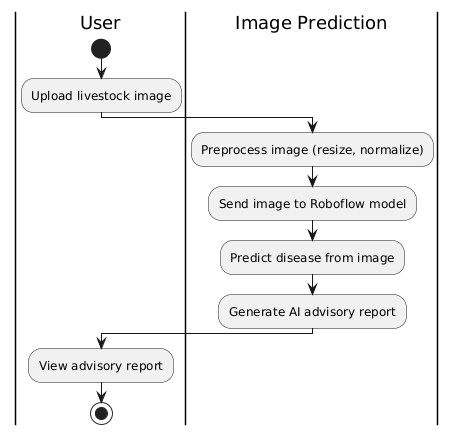 User
Image Prediction
Upload livestock image
Preprocess image (resize, normalize)
Send image to Roboflow model
Predict disease from image
Generate AI advisory report
View advisory report